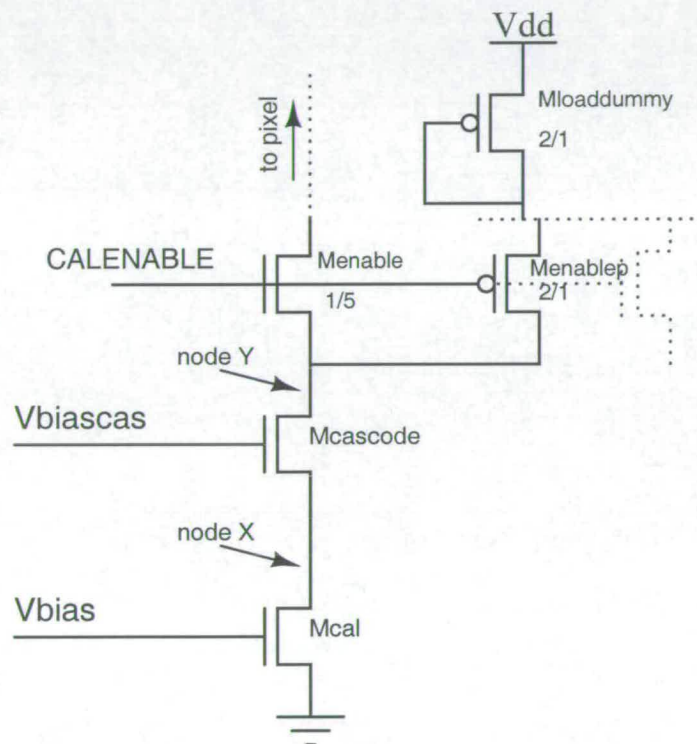 Vdd
to pixel
Mloaddummy
2/1
CALENABLE
Menable
1/5
Menablep
2/1
node Y
Vbiascas
Mcascode
node X
Vbias
Mcal